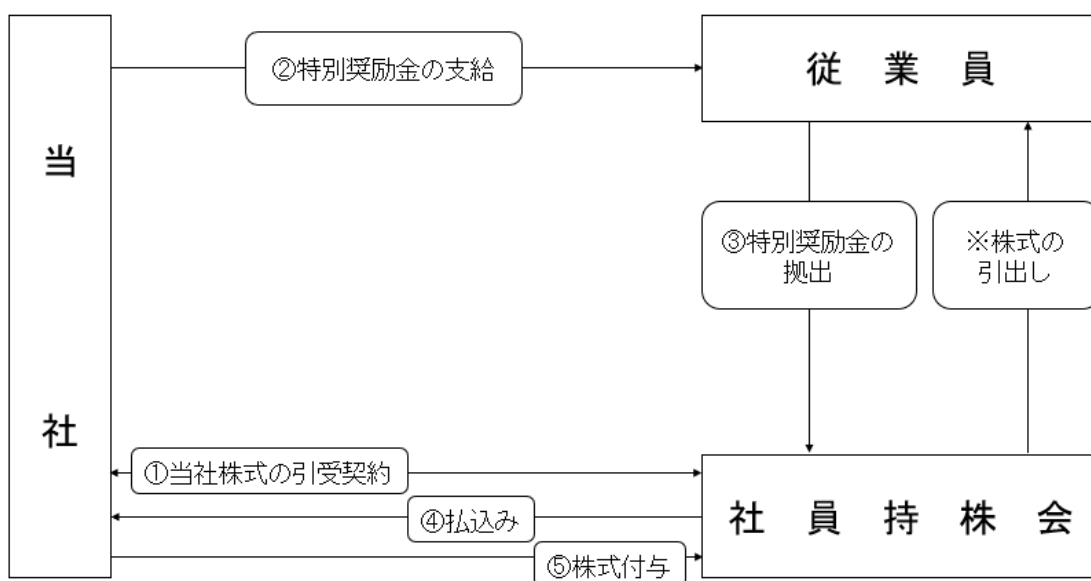 ②特別奨励金の支給
従業員
当社
③特別奨励金の
拠出
※株式の
引出し
①当社株式の引受契約
④払込み
⑤株式付与
社員持株会